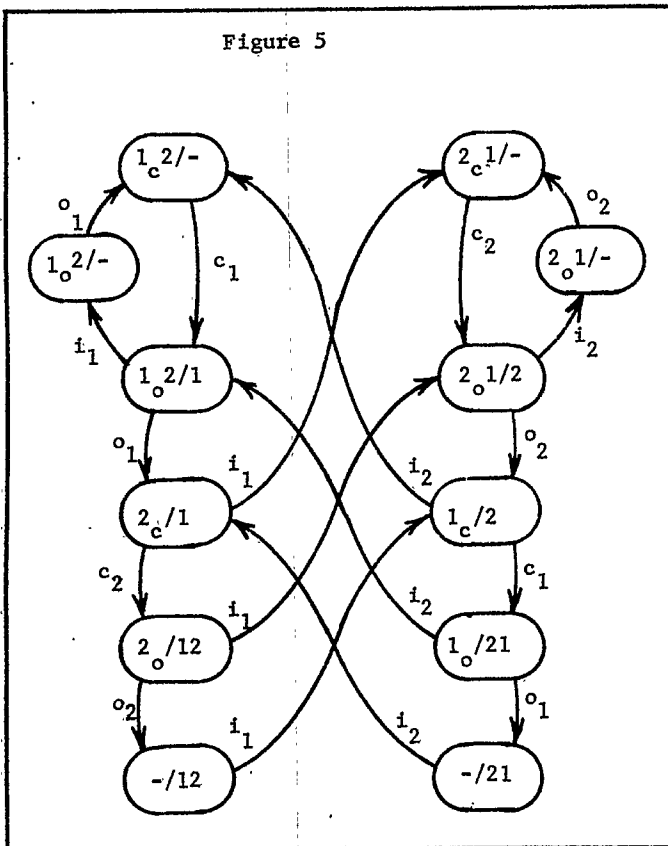 Figure 5
1c2/-
2c1/-
o1
o2
1o2/-
c1
c2
2o1/-
i1
i2
1o2/1
2o1/2
o1
o2
i1
i2
2c/1
1c/2
c2
c1
i1
i2
2o/12
1o/21
o2
o1
i1
i2
-/12
-/21